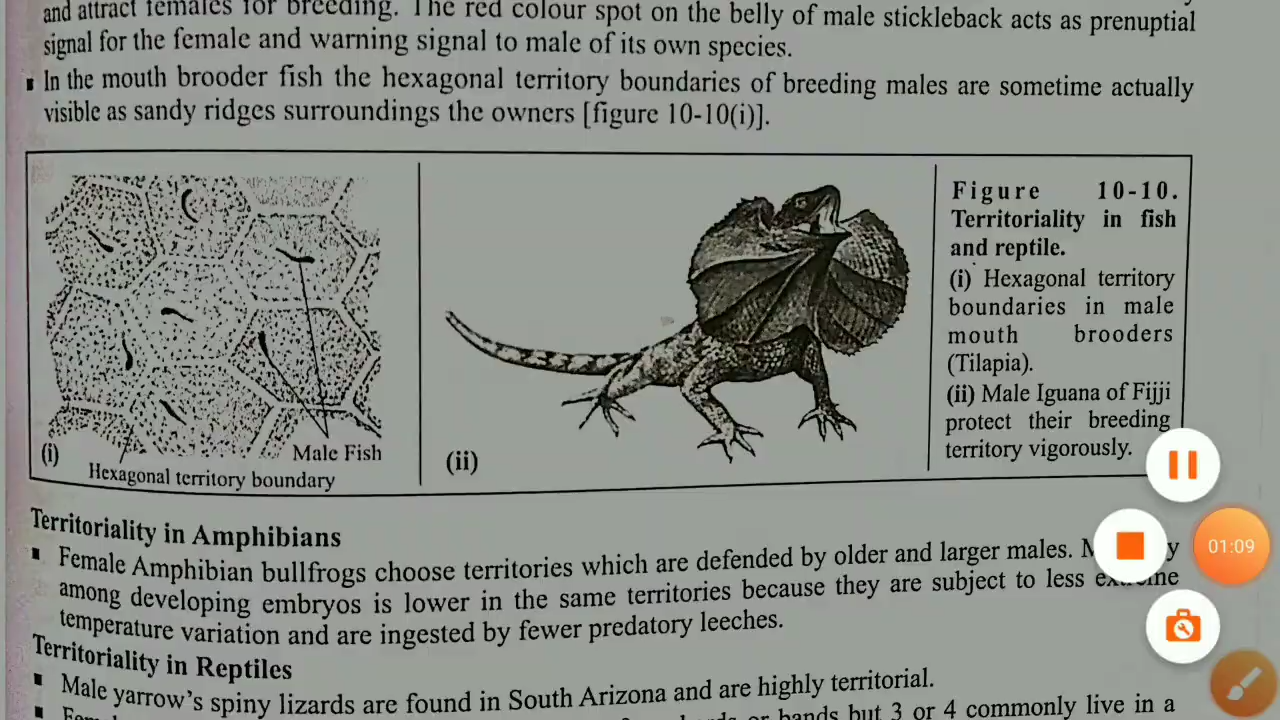 and attract females for breeding. The red colour spot on the belly of male stickleback acts as prenuptial
signal for the female and warning signal to male of its own species.
▪ In the mouth brooder fish the hexagonal territory boundaries of breeding males are sometime actually
visible as sandy ridges surroundings the owners [figure 10-10(i)].
(i)
Male Fish
Hexagonal territory boundary
(ii)
Figure 10-10.
Territoriality in fish
and reptile.
(i) Hexagonal territory
boundaries in male
mouth brooders
(Tilapia).
(ii) Male Iguana of Fijji
protect their breeding
territory vigorously.
01:09
Territoriality in Amphibians
▪ Female Amphibian bullfrogs choose territories which are defended by older and larger males.
among developing embryos is lower in the same territories because they are subject to less
temperature variation and are ingested by fewer predatory leeches.
Territoriality in Reptiles
▪ Male yarrow's spiny lizards are found in South Arizona and are highly territorial.
▪ or bands but 3 or 4 commonly live in a